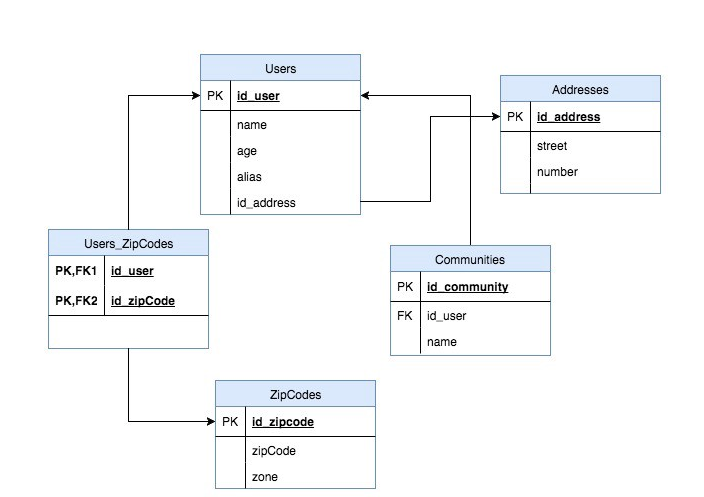 Users
PK id_user
name
age
alias
id_address
Addresses
PK id_address
street
number
Users_ZipCodes
PK,FK1 id_user
PK,FK2 id_zipCode
Communities
PK id_community
FK id_user
name
ZipCodes
PK id_zipcode
zipCode
zone